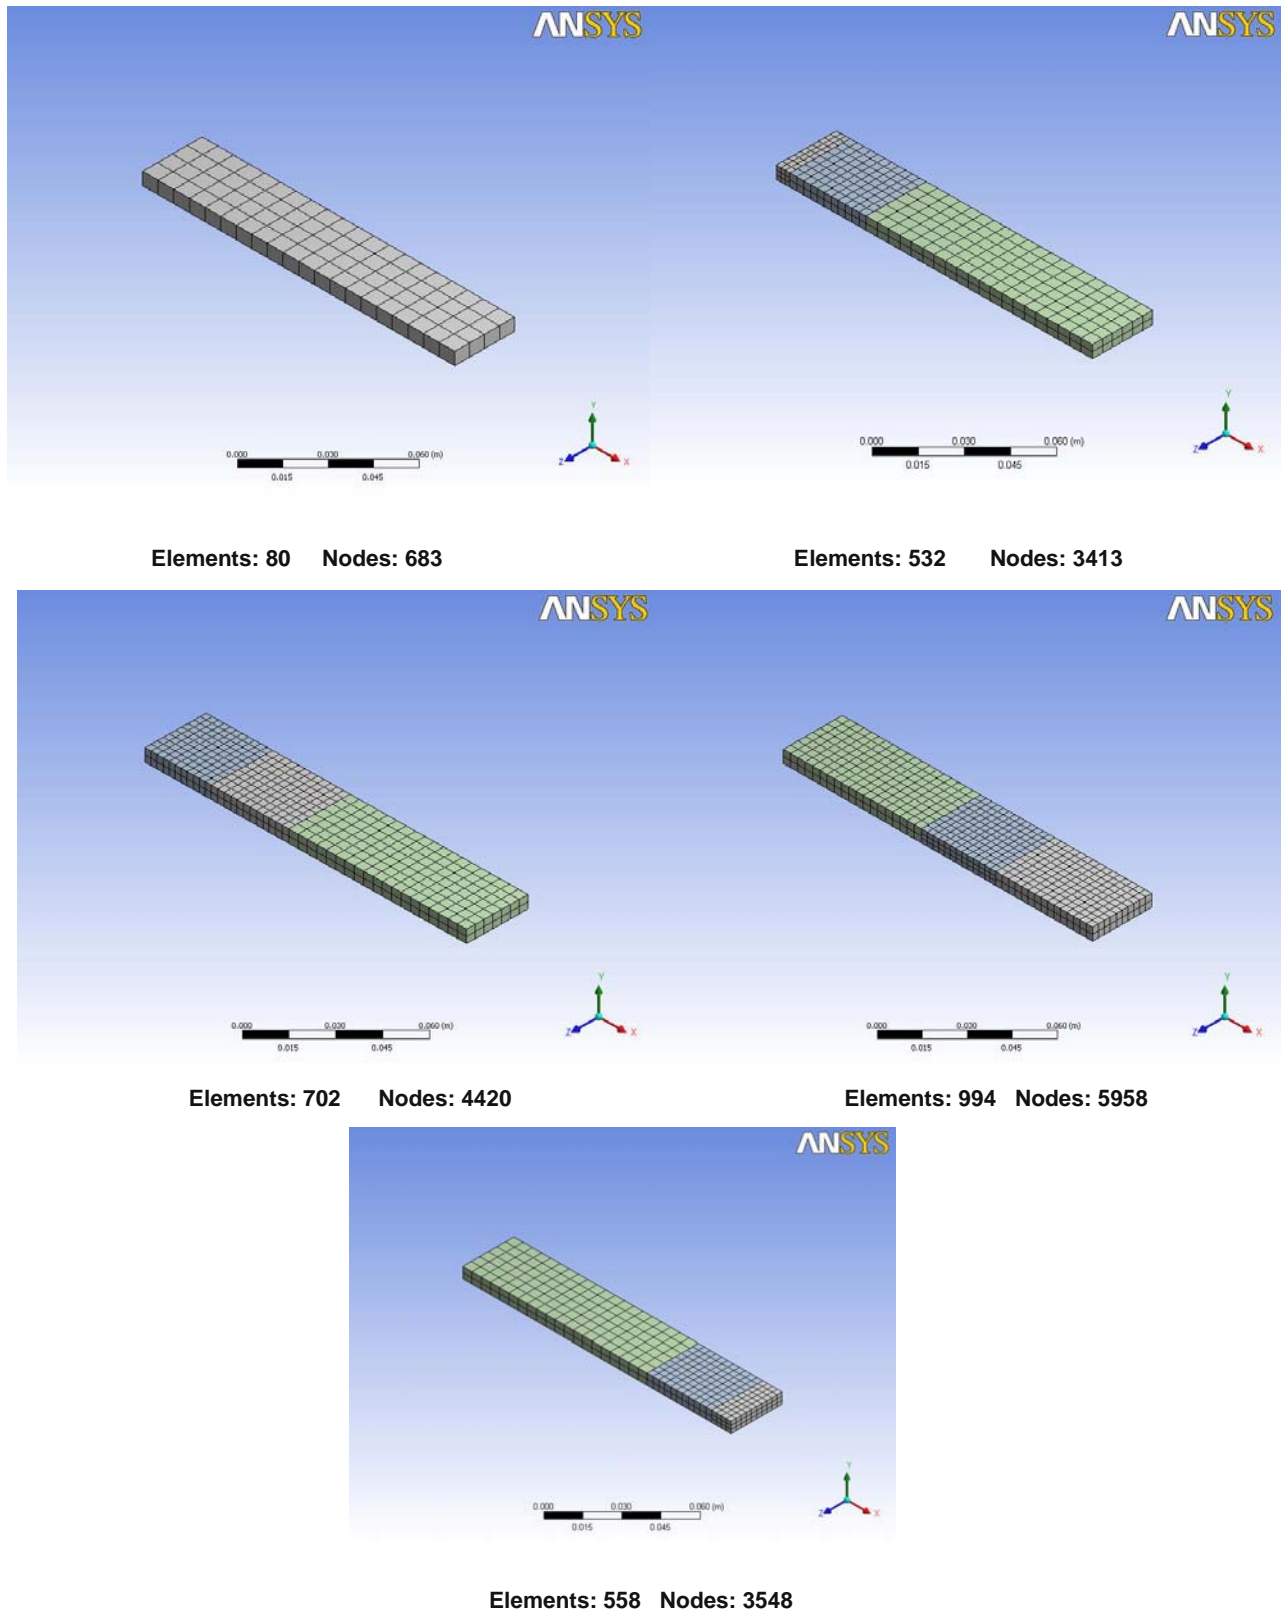 ANSYS ANSYS
Y Y
0.000 0.030 0.060 (m) Z X 0.000 0.030 0.060 (m) Z X
0.015 0.045 0.015 0.045
Elements: 80 Nodes: 683 Elements: 532 Nodes: 3413
ANSYS ANSYS
Y Y
0.000 0.030 0.060 (m) Z X 0.000 0.030 0.060 (m) Z X
0.015 0.045 0.015 0.045
Elements: 702 Nodes: 4420 Elements: 994 Nodes: 5958
ANSYS
Y
0.000 0.030 0.060 (m) Z X
0.015 0.045
Elements: 558 Nodes: 3548